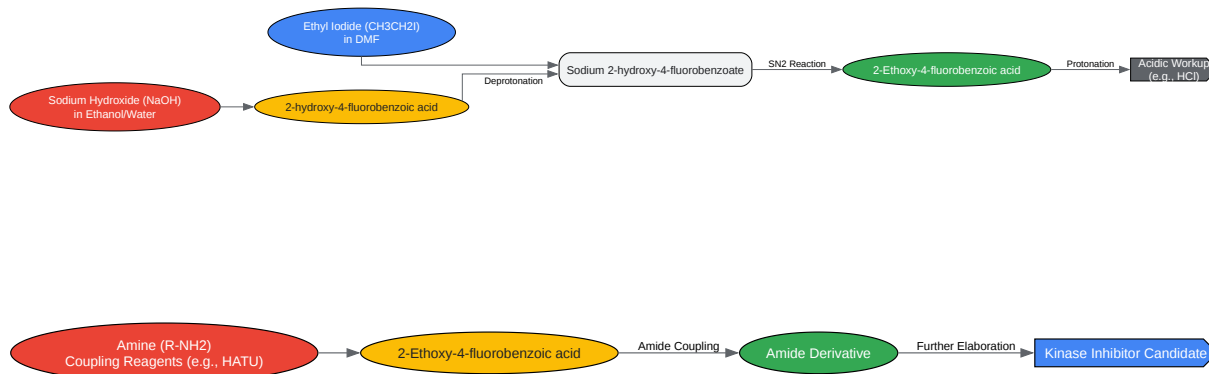 Ethyl Iodide (CH3CH2I)
in DMF
Sodium Hydroxide (NaOH)
in Ethanol/Water
2-hydroxy-4-fluorobenzoic acid
Deprotonation
Sodium 2-hydroxy-4-fluorobenzoate
SN2 Reaction
2-Ethoxy-4-fluorobenzoic acid
Protonation
Acidic Workup
(e.g., HCl)
Amine (R-NH2)
Coupling Reagents (e.g., HATU)
2-Ethoxy-4-fluorobenzoic acid
Amide Coupling
Amide Derivative
Further Elaboration
Kinase Inhibitor Candidate